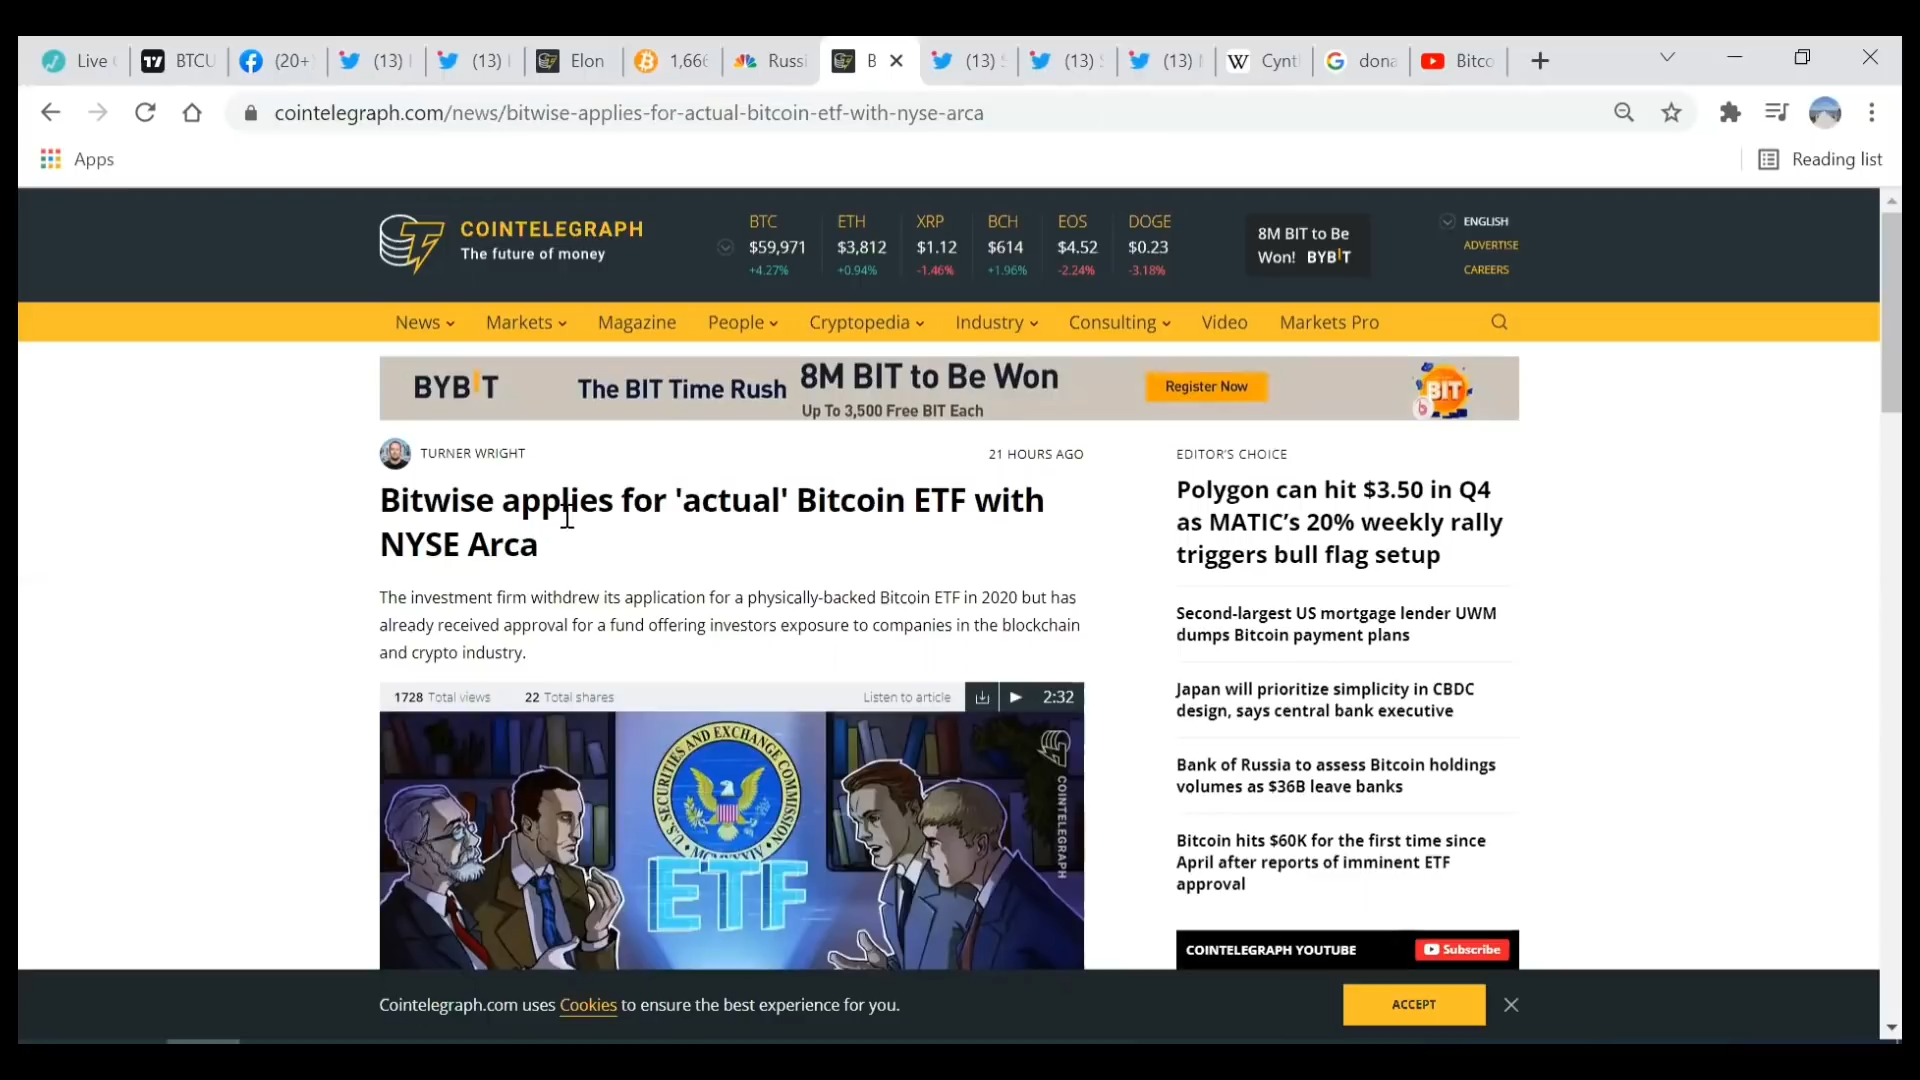 Live
BTCU
(20+
(13)
(13)
Elon
1,666
Russi
B
(13)
(13)
(13)
W
Cynt
dona
Bitco
cointelegraph.com/news/bitwise-applies-for-actual-bitcoin-etf-with-nyse-arca
Apps
Reading list
COINTELEGRAPH
The future of money
BTC
$59,971
+4.27%
ETH
$3,812
+0.94%
XRP
$1.12
-1.46%
BCH
$614
+1.96%
EOS
$4.52
-2.24%
DOGE
$0.23
-3.18%
8M BIT to Be
Won! BYBIT
ENGLISH
ADVERTISE
CAREERS
News
Markets
Magazine
People
Cryptopedia
Industry
Consulting
Video
Markets Pro
BYBIT
The BIT Time Rush
8M BIT to Be Won
Up To 3,500 Free BIT Each
Register Now
BIT
TURNER WRIGHT
21 HOURS AGO
Bitwise applies for 'actual' Bitcoin ETF with
NYSE Arca
The investment firm withdrew its application for a physically-backed Bitcoin ETF in 2020 but has
already received approval for a fund offering investors exposure to companies in the blockchain
and crypto industry.
1728 Total views
22 Total shares
Listen to article
2:32
U.S. SECURITIES AND EXCHANGE COMMISSION
MCMXXXIV
ETF
COINTELEGRAPH
EDITOR'S CHOICE
Polygon can hit $3.50 in Q4
as MATIC's 20% weekly rally
triggers bull flag setup
Second-largest US mortgage lender UWM
dumps Bitcoin payment plans
Japan will prioritize simplicity in CBDC
design, says central bank executive
Bank of Russia to assess Bitcoin holdings
volumes as $36B leave banks
Bitcoin hits $60K for the first time since
April after reports of imminent ETF
approval
COINTELEGRAPH YOUTUBE
Subscribe
Cointelegraph.com uses Cookies to ensure the best experience for you.
ACCEPT